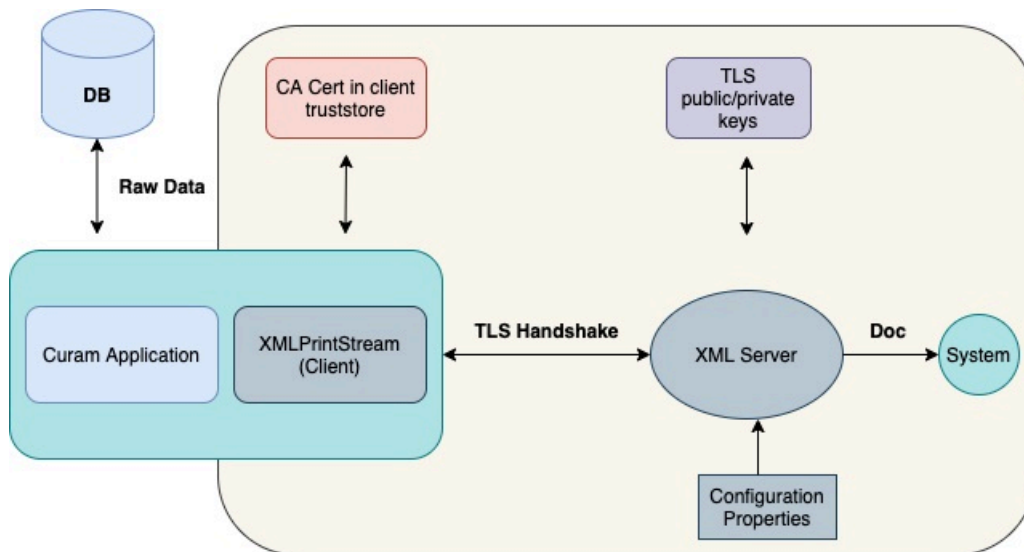 DB
CA Cert in client
truststore
TLS
public/private
keys
Raw Data
Curam Application
XMLPrintStream
(Client)
TLS Handshake
XML Server
Doc
System
Configuration
Properties